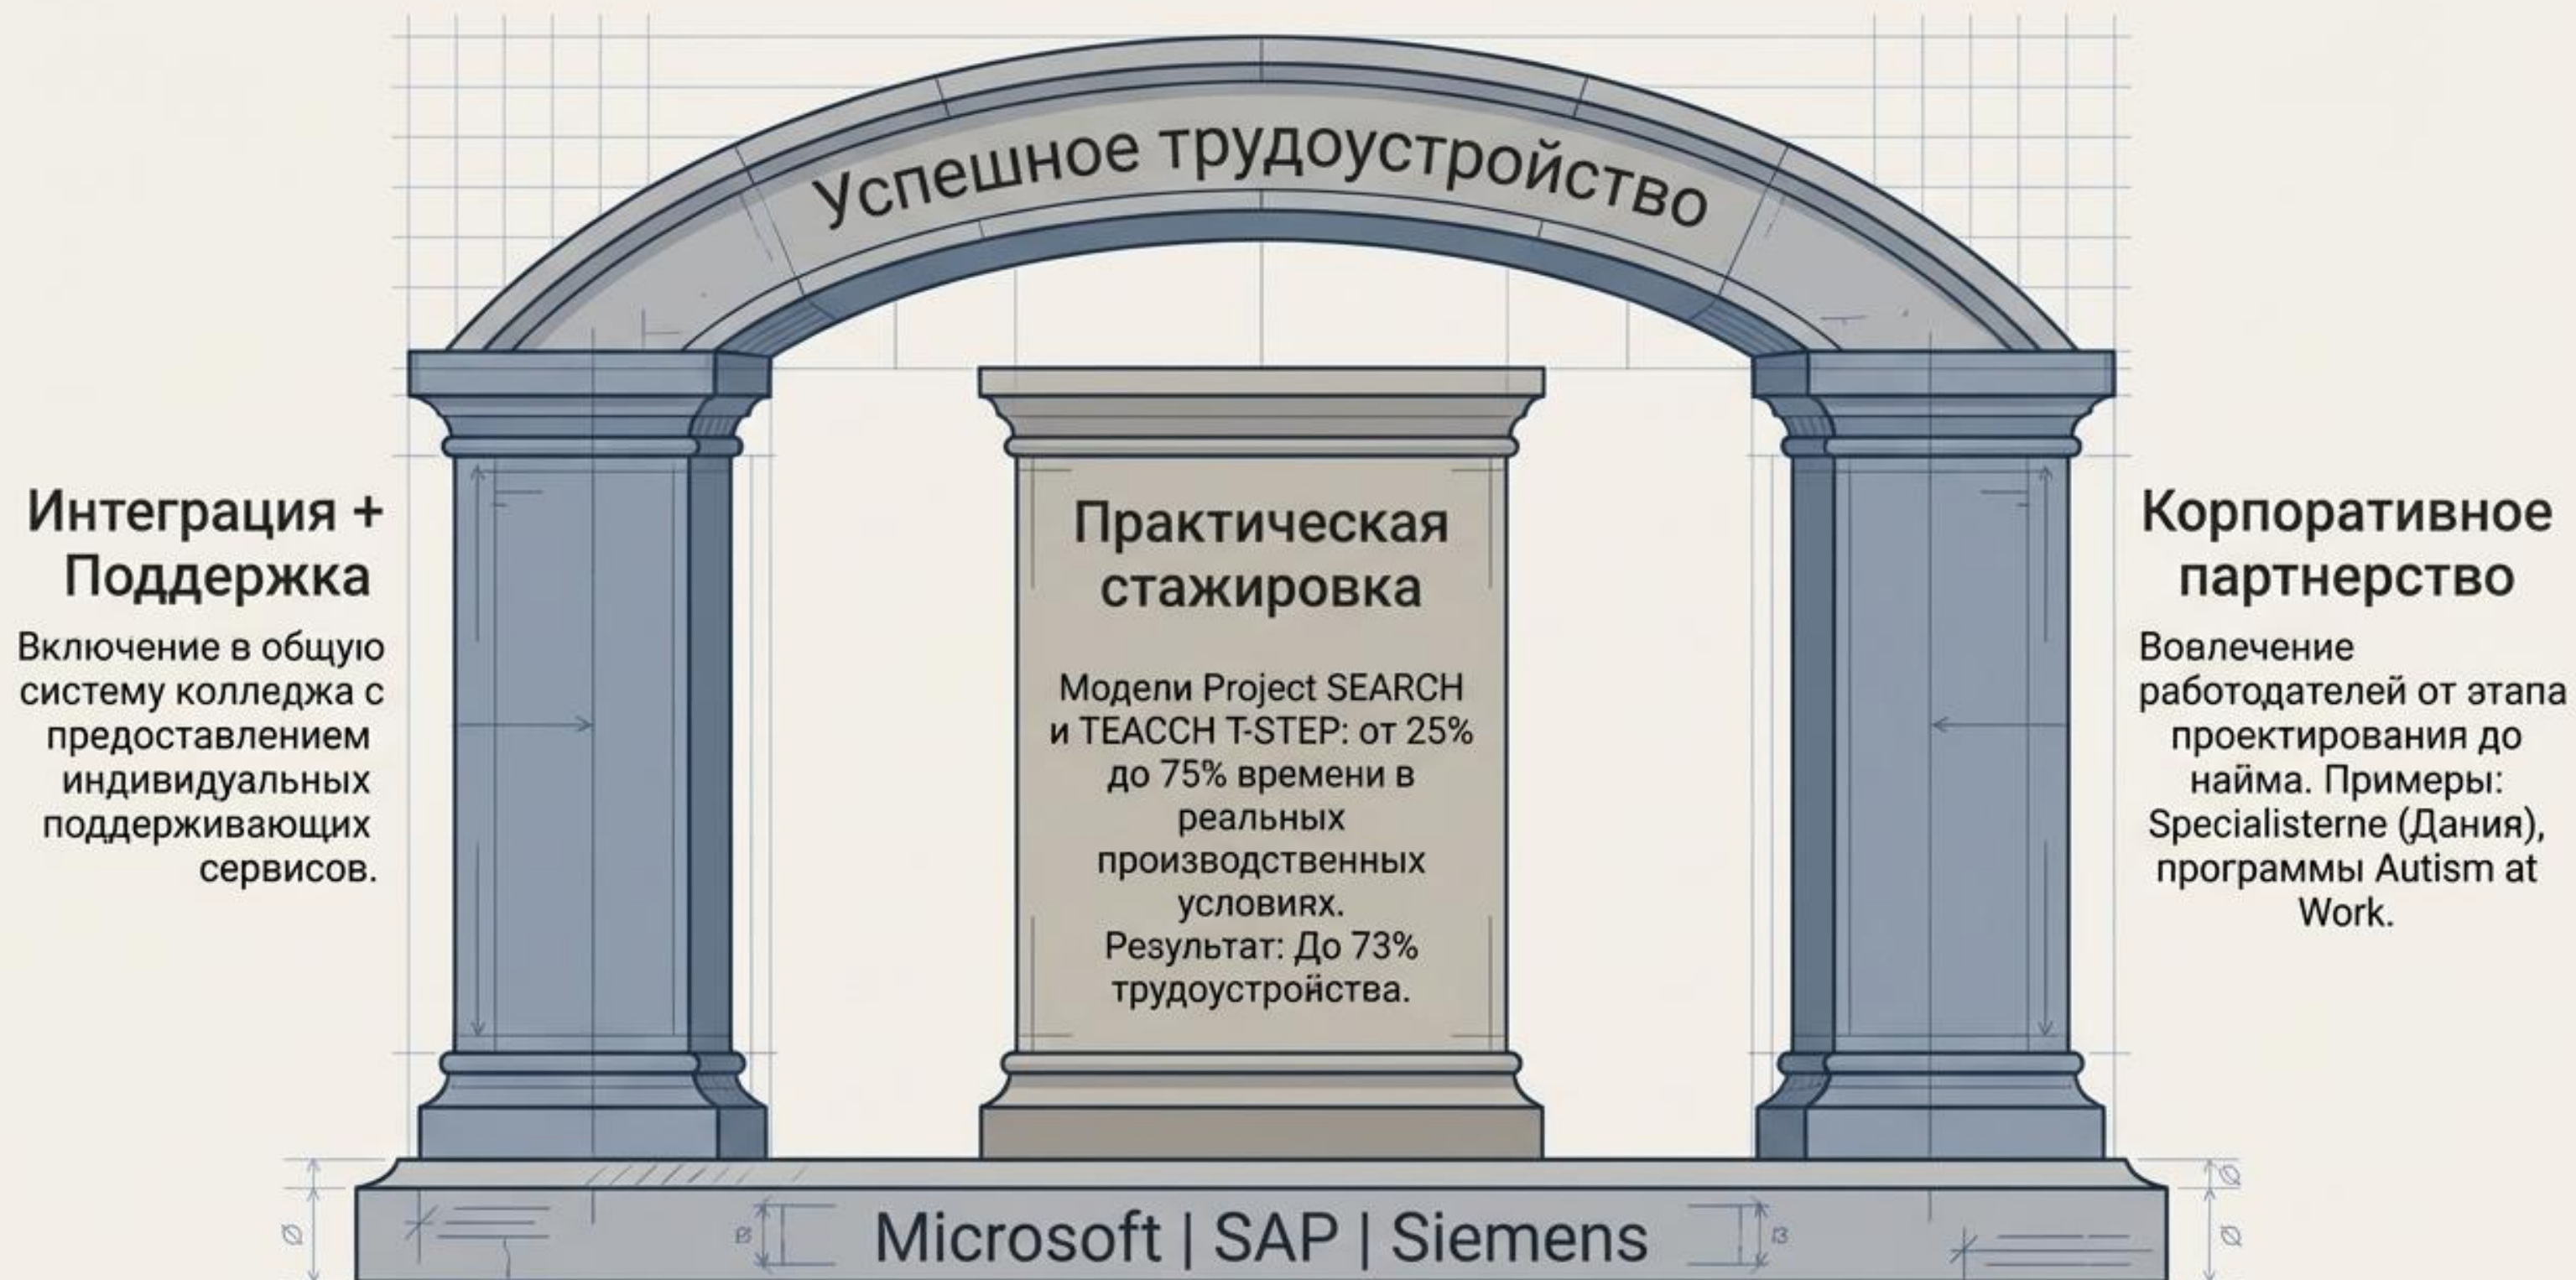 Успешное трудоустройство
Интеграция +
Поддержка
Включение в общую
систему колледжа с
предоставлением
индивидуальных
поддерживающих
сервисов.
Практическая
стажировка
Модели Project SEARCH
и TEACCH T-STEP: от 25%
до 75% времени в
реальных
производственных
условиях.
Результат: До 73%
трудоустройства.
Корпоративное
партнерство
Вовлечение
работодателей от этапа
проектирования до
найма. Примеры:
Specialisterne (Дания),
программы Autism at
Work.
Microsoft | SAP | Siemens